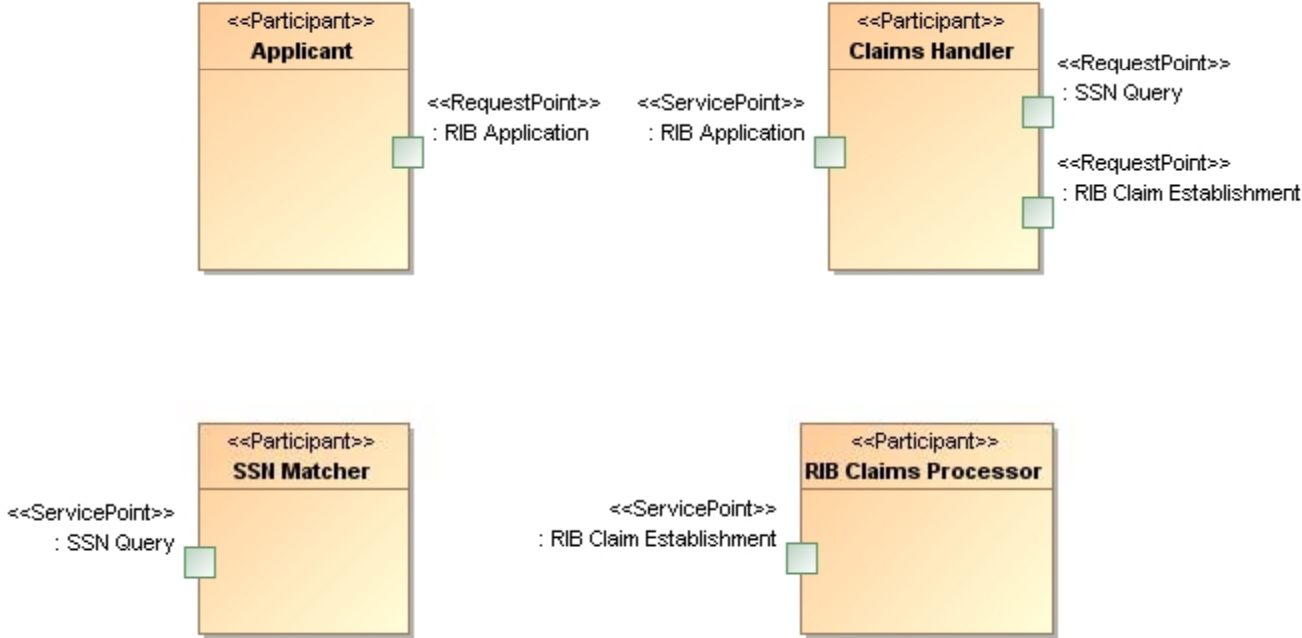 <<Participant>>
Applicant
<<RequestPoint>>
: RIB Application
<<Participant>>
Claims Handler
<<ServicePoint>>
: RIB Application
<<RequestPoint>>
: SSN Query
<<RequestPoint>>
: RIB Claim Establishment
<<Participant>>
SSN Matcher
<<ServicePoint>>
: SSN Query
<<Participant>>
RIB Claims Processor
<<ServicePoint>>
: RIB Claim Establishment